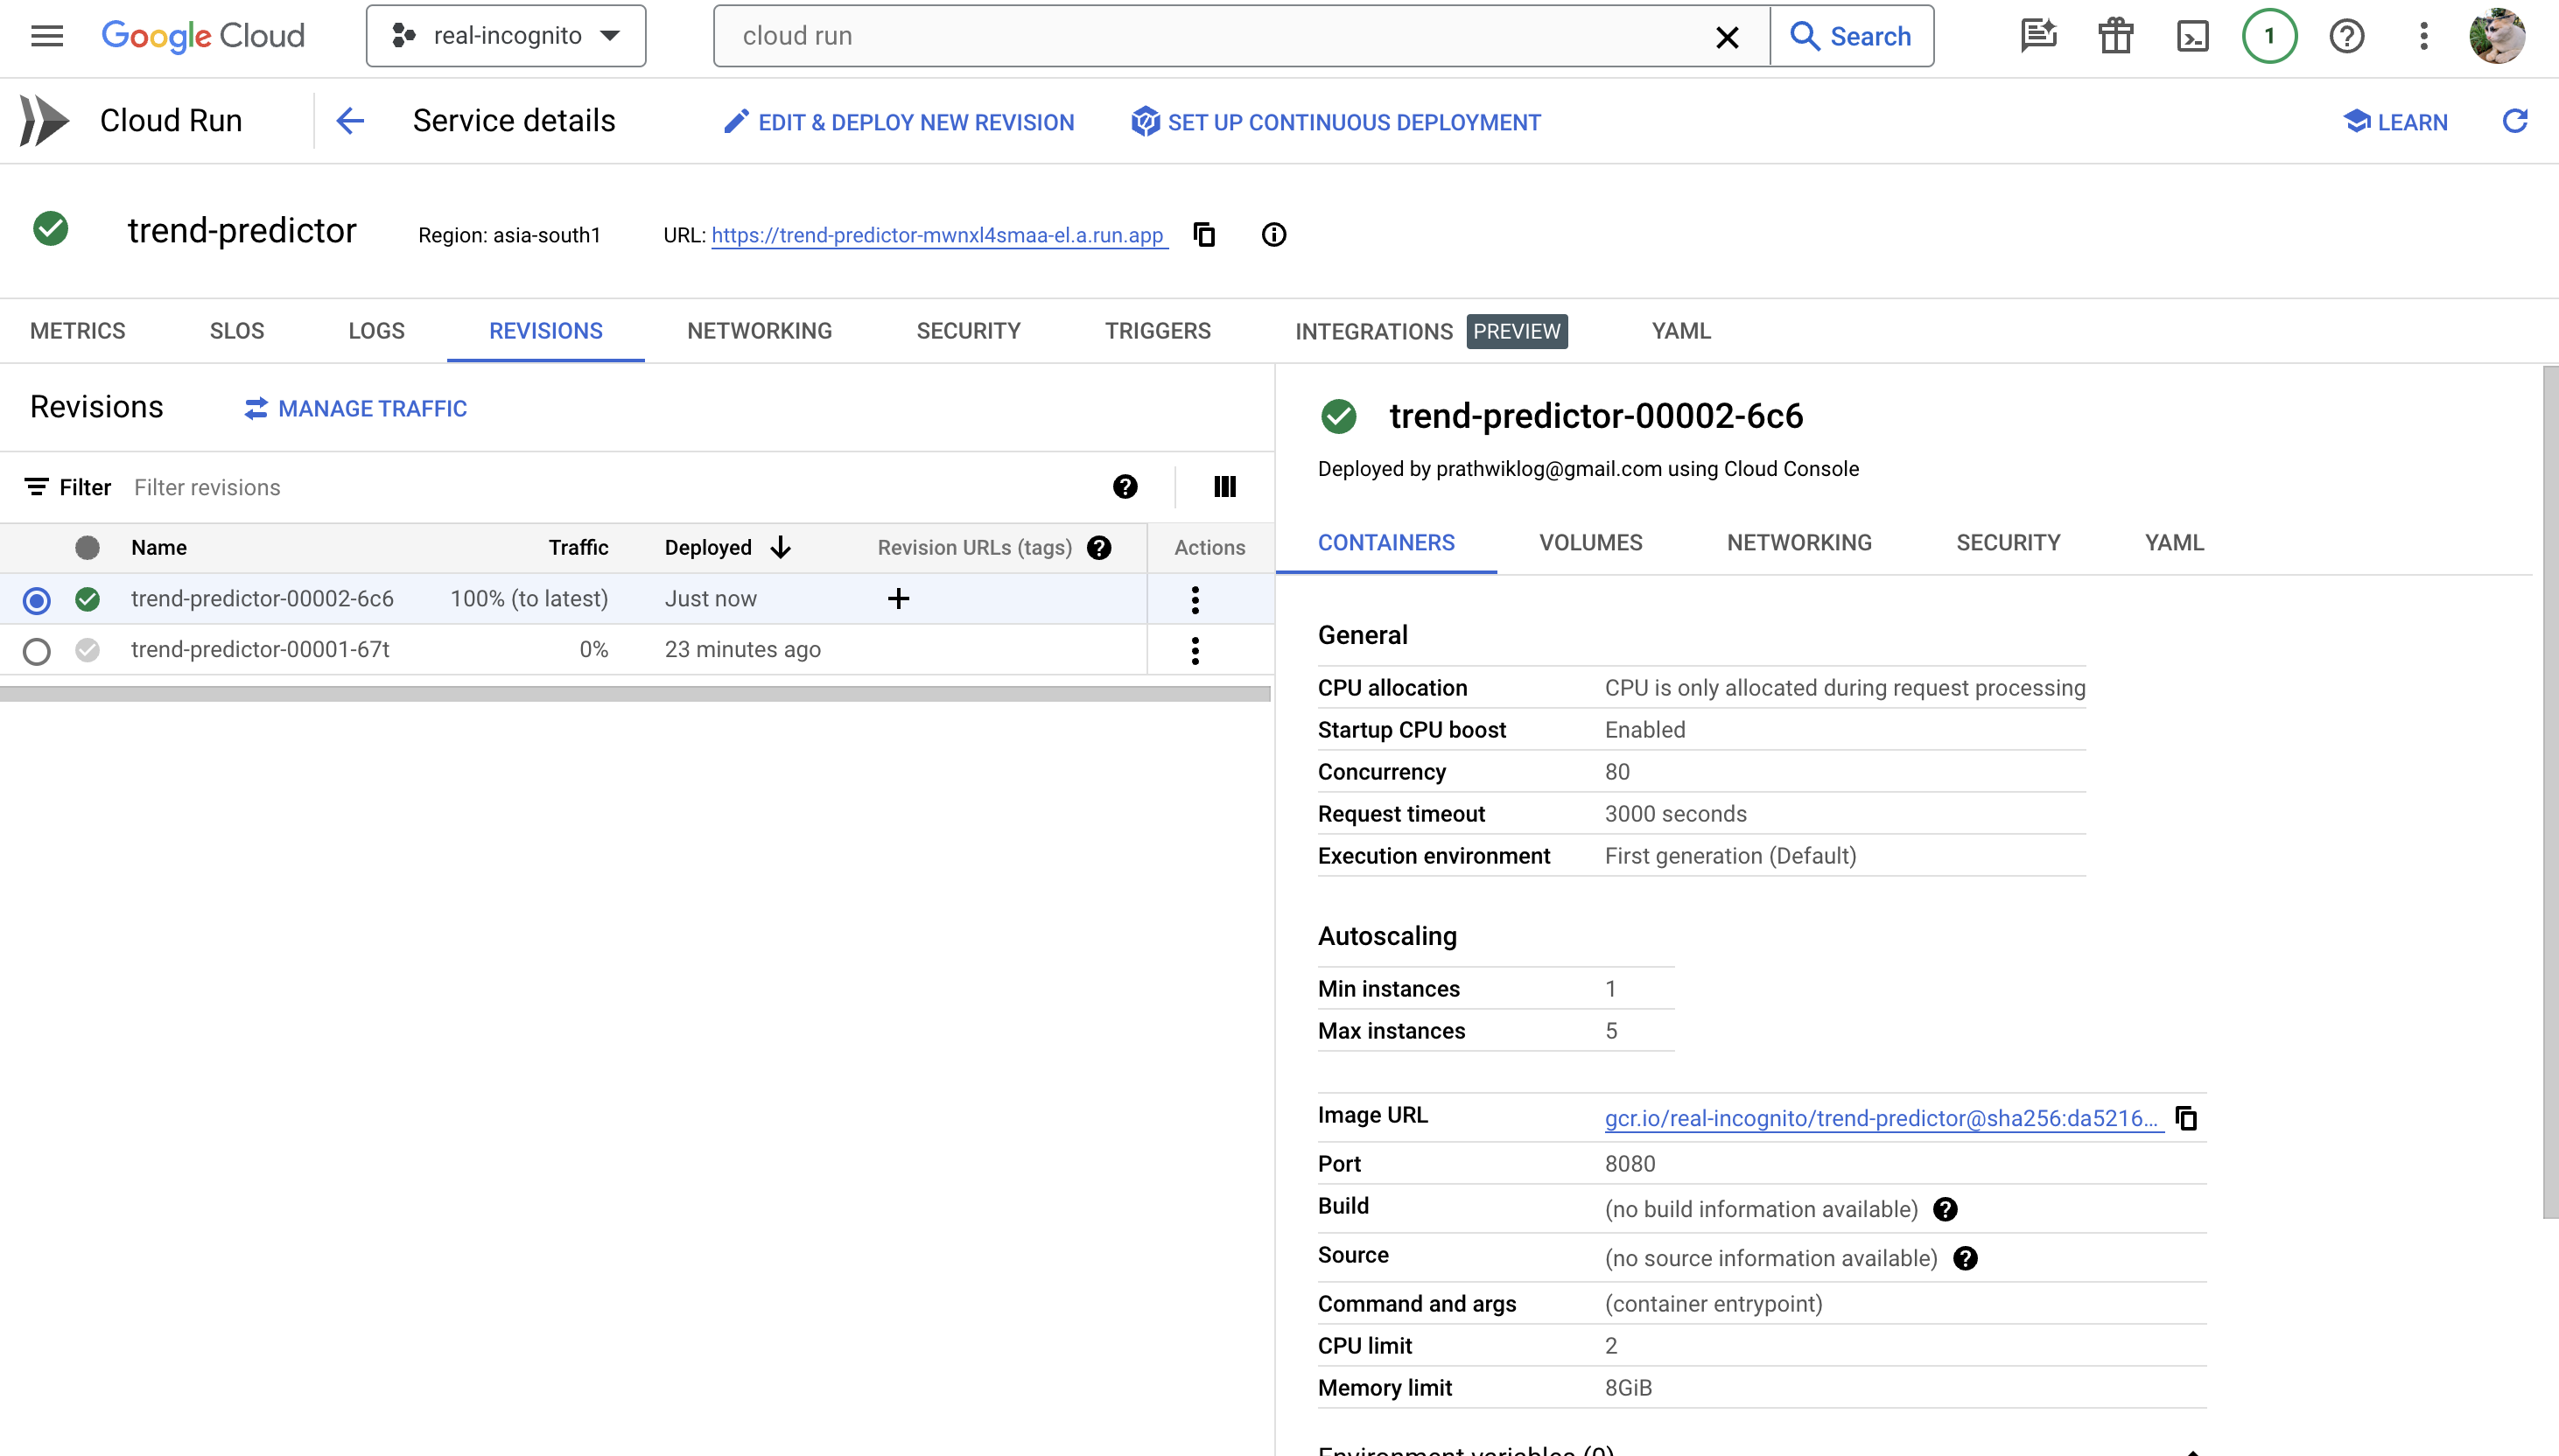 Google Cloud
real-incognito
cloud run
Search
1
Cloud Run
Service details
EDIT & DEPLOY NEW REVISION
SET UP CONTINUOUS DEPLOYMENT
LEARN
trend-predictor
Region: asia-south1
URL: https://trend-predictor-mwnxl4smaa-el.a.run.app
METRICS
SLOS
LOGS
REVISIONS
NETWORKING
SECURITY
TRIGGERS
INTEGRATIONS PREVIEW
YAML
Revisions
MANAGE TRAFFIC
Filter Filter revisions
Name Traffic Deployed Revision URLs (tags) Actions
trend-predictor-00002-6c6 100% (to latest) Just now
trend-predictor-00001-67t 0% 23 minutes ago
trend-predictor-00002-6c6
Deployed by prathwiklog@gmail.com using Cloud Console
CONTAINERS
VOLUMES
NETWORKING
SECURITY
YAML
General
CPU allocation CPU is only allocated during request processing
Startup CPU boost Enabled
Concurrency 80
Request timeout 3000 seconds
Execution environment First generation (Default)
Autoscaling
Min instances 1
Max instances 5
Image URL gcr.io/real-incognito/trend-predictor@sha256:da5216...
Port 8080
Build (no build information available)
Source (no source information available)
Command and args (container entrypoint)
CPU limit 2
Memory limit 8GiB
Environment variables (0)